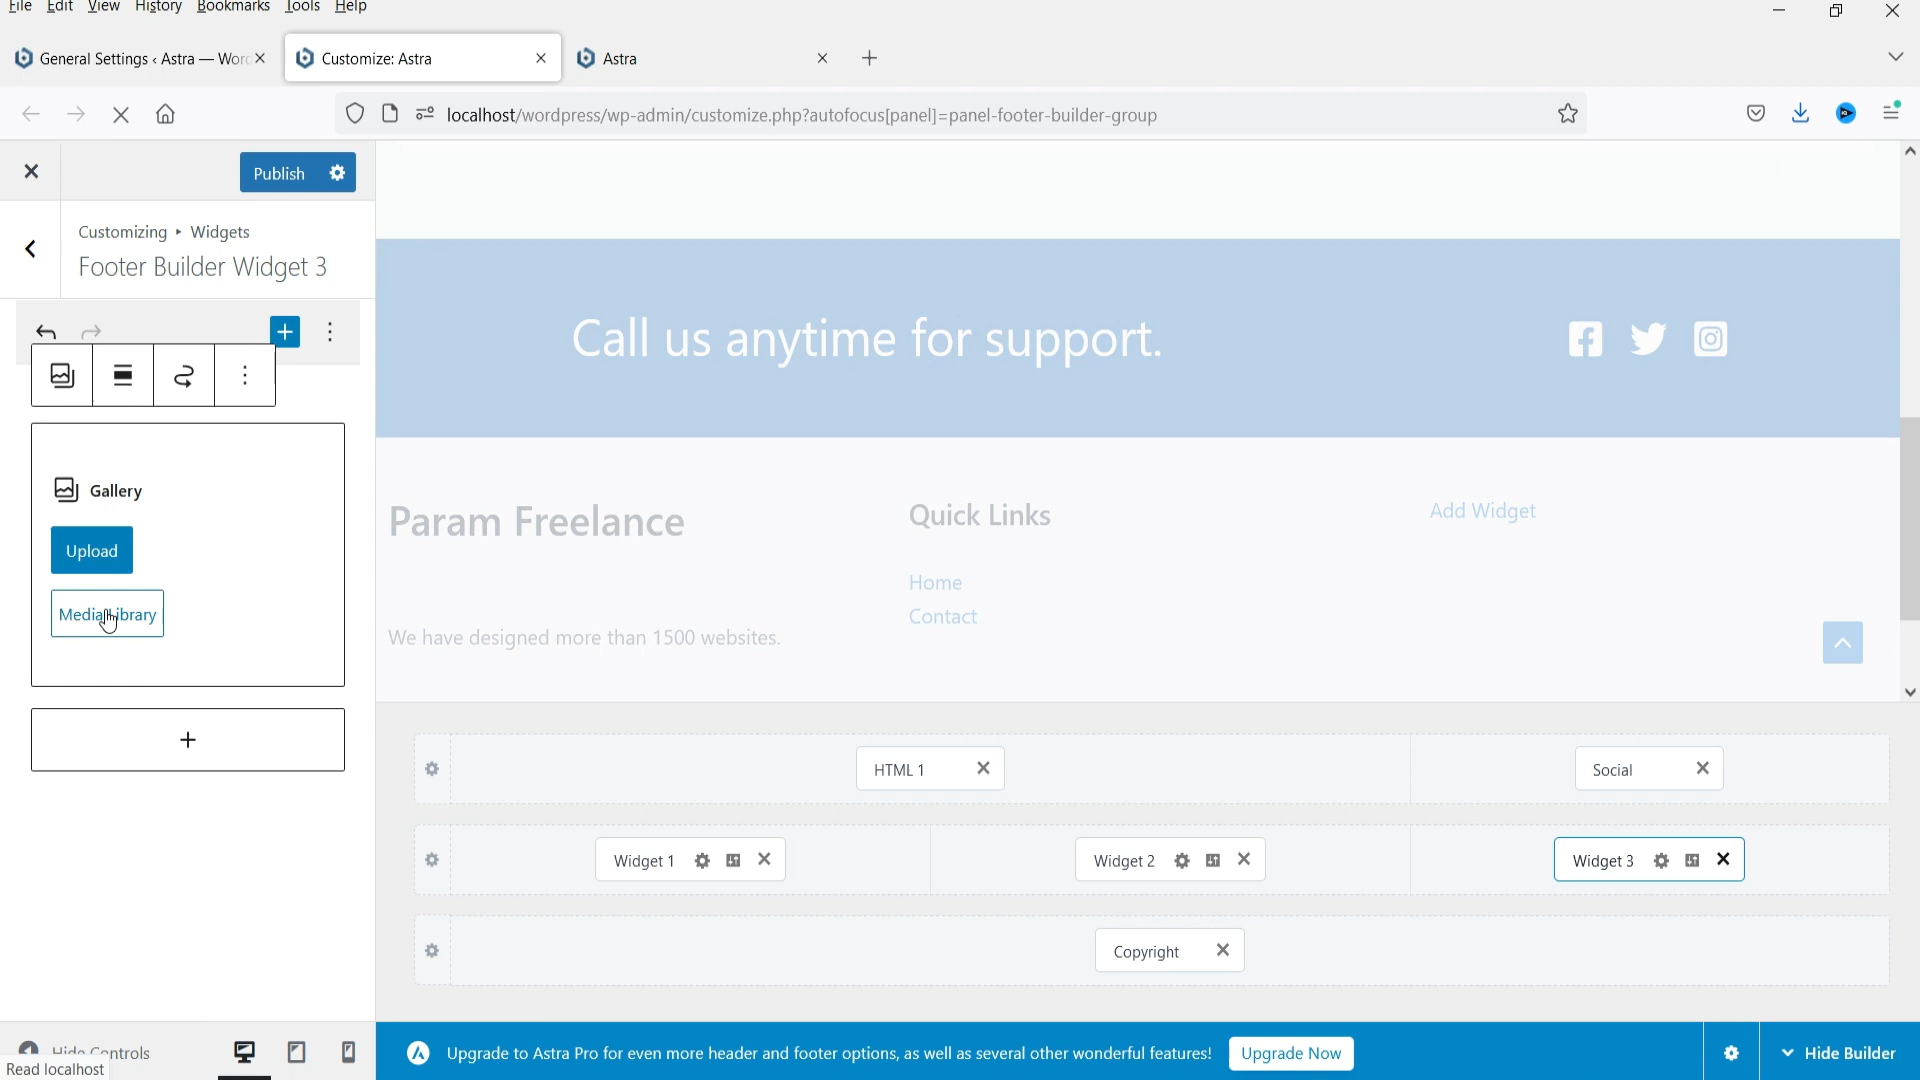 File Edit View History Bookmarks Tools Help
General Settings ‹ Astra — Word
Customize: Astra
Astra
localhost/wordpress/wp-admin/customize.php?autofocus[panel]=panel-footer-builder-group
Publish
Customizing ▸ Widgets
Footer Builder Widget 3
Call us anytime for support.
Gallery
Upload
Media Library
Param Freelance
Quick Links
Add Widget
Home
Contact
We have designed more than 1500 websites.
HTML 1
Social
Widget 1
Widget 2
Widget 3
Copyright
Hide Controls
Read localhost
Upgrade to Astra Pro for even more header and footer options, as well as several other wonderful features!
Upgrade Now
Hide Builder